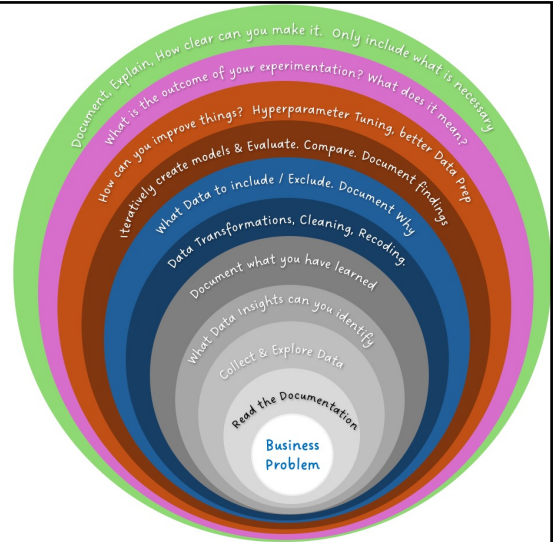 Document, Explain, How clear can you make it. Only include what is necessary
What is the outcome of your experimentation? What does it mean?
How can you improve things? Hyperparameter Tuning, better Data Prep
Iteratively create models & Evaluate. Compare. Document findings
What Data to include / Exclude. Document Why
Data Transformations, Cleaning, Recoding.
Document what you have learned
What Data Insights can you identify
Collect & Explore Data
Read the Documentation
Business
Problem